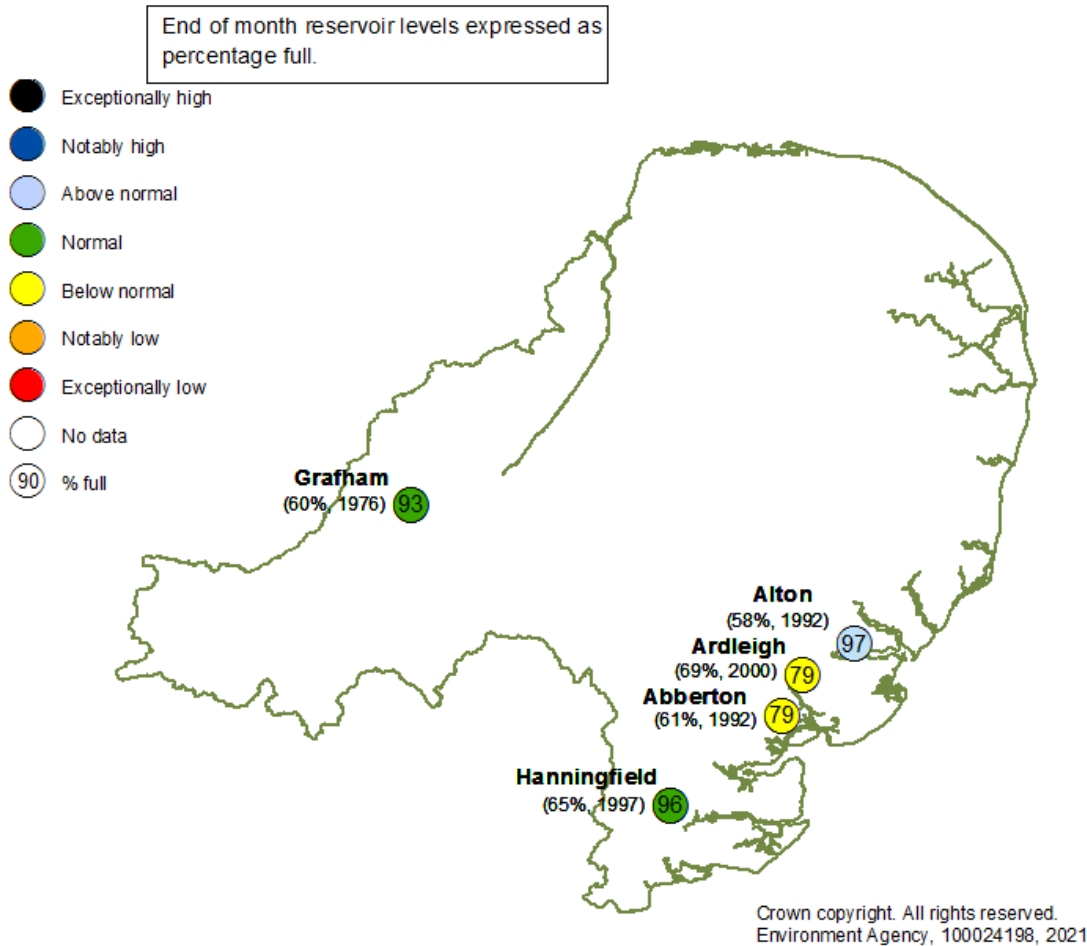 End of month reservoir levels expressed as
percentage full.
Exceptionally high
Notably high
Above normal
Normal
Below normal
Notably low
Exceptionally low
No data
90 % full
Grafham
(60%, 1976) 93
Alton
(58%, 1992)
97
Ardleigh
(69%, 2000) 79
Abberton
(61%, 1992) 79
Hanningfield
(65%, 1997) 96
Crown copyright. All rights reserved.
Environment Agency, 100024198, 2021